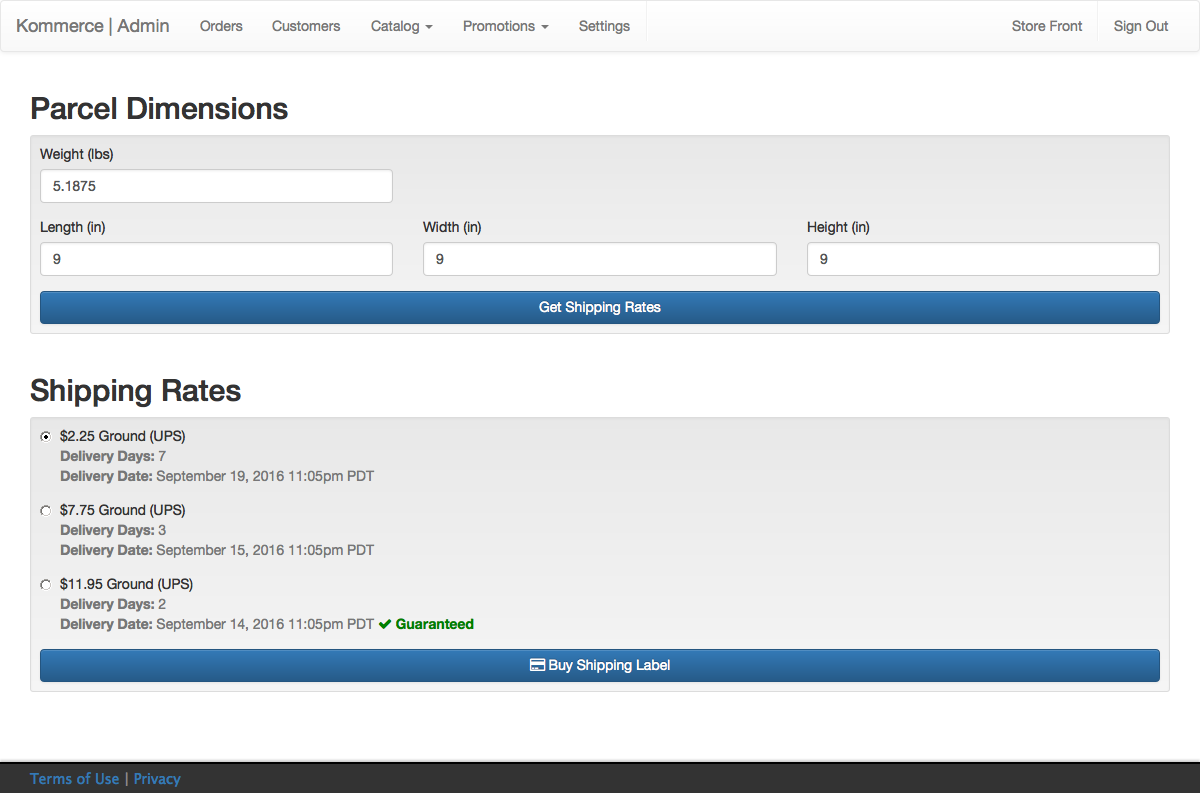 Kommerce | Admin Orders Customers Catalog Promotions Settings Store Front Sign Out
Parcel Dimensions
Weight (lbs)
5.1875
Length (in) Width (in) Height (in)
9 9 9
Get Shipping Rates
Shipping Rates
$2.25 Ground (UPS)
Delivery Days: 7
Delivery Date: September 19, 2016 11:05pm PDT
$7.75 Ground (UPS)
Delivery Days: 3
Delivery Date: September 15, 2016 11:05pm PDT
$11.95 Ground (UPS)
Delivery Days: 2
Delivery Date: September 14, 2016 11:05pm PDT Guaranteed
Buy Shipping Label
Terms of Use | Privacy